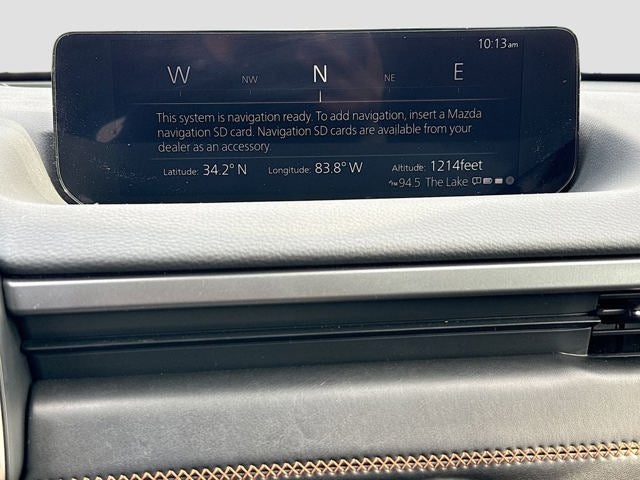 10:13am
W NW N NE E
This system is navigation ready. To add navigation, insert a Mazda
navigation SD card. Navigation SD cards are available from your
dealer as an accessory.
Latitude: 34.2° N Longitude: 83.8° W Altitude: 1214feet
FM 94.5 The Lake